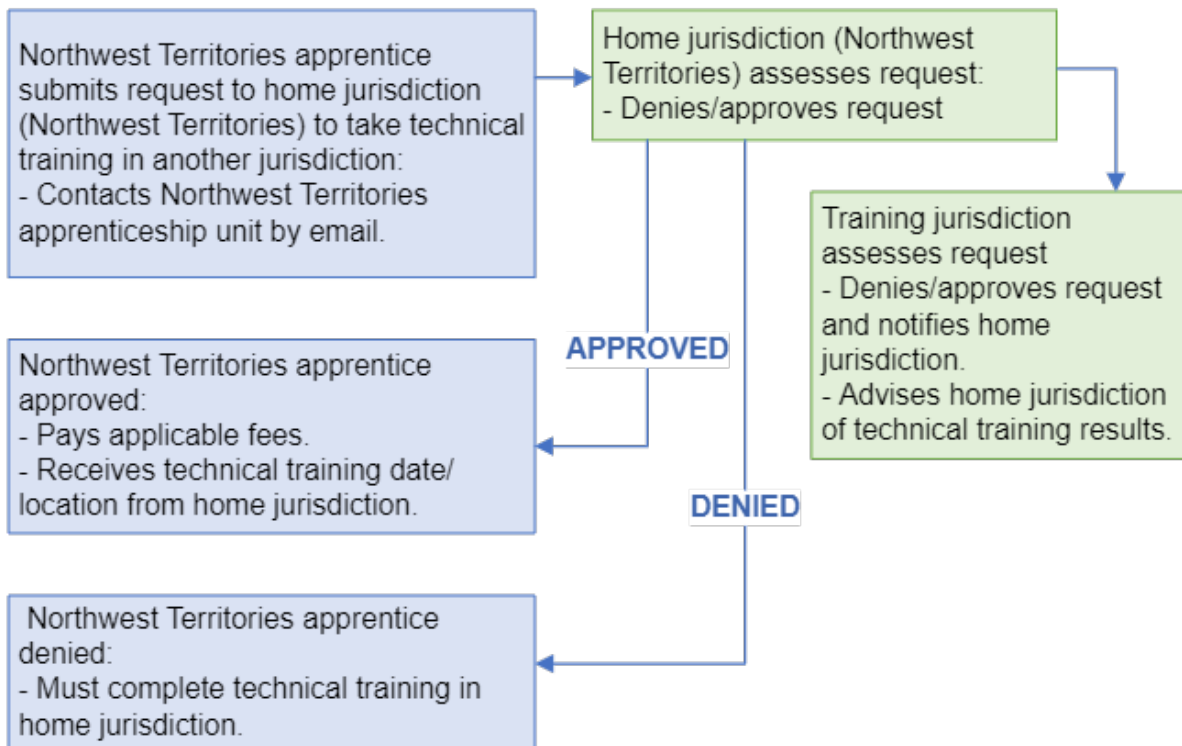 Northwest Territories apprentice
submits request to home jurisdiction
(Northwest Territories) to take technical
training in another jurisdiction:
- Contacts Northwest Territories
apprenticeship unit by email.
Home jurisdiction (Northwest
Territories) assesses request:
- Denies/approves request
Training jurisdiction
assesses request
- Denies/approves request
and notifies home
jurisdiction.
- Advises home jurisdiction
of technical training results.
APPROVED
Northwest Territories apprentice
approved:
- Pays applicable fees.
- Receives technical training date/
location from home jurisdiction.
DENIED
Northwest Territories apprentice
denied:
- Must complete technical training in
home jurisdiction.